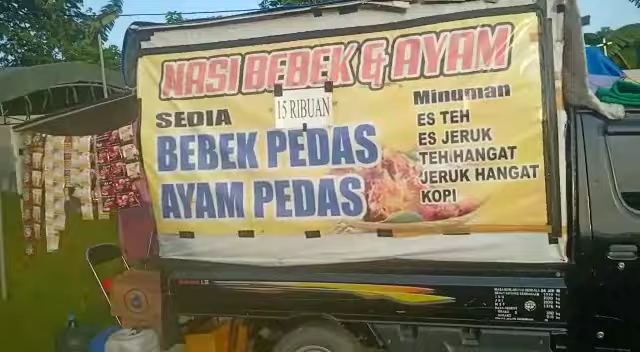 NASI BEBEK & AYAM
15 RIBUAN
SEDIA
BEBEK PEDAS
AYAM PEDAS
Minuman
ES TEH
ES JERUK
TEH HANGAT
JERUK HANGAT
KOPI